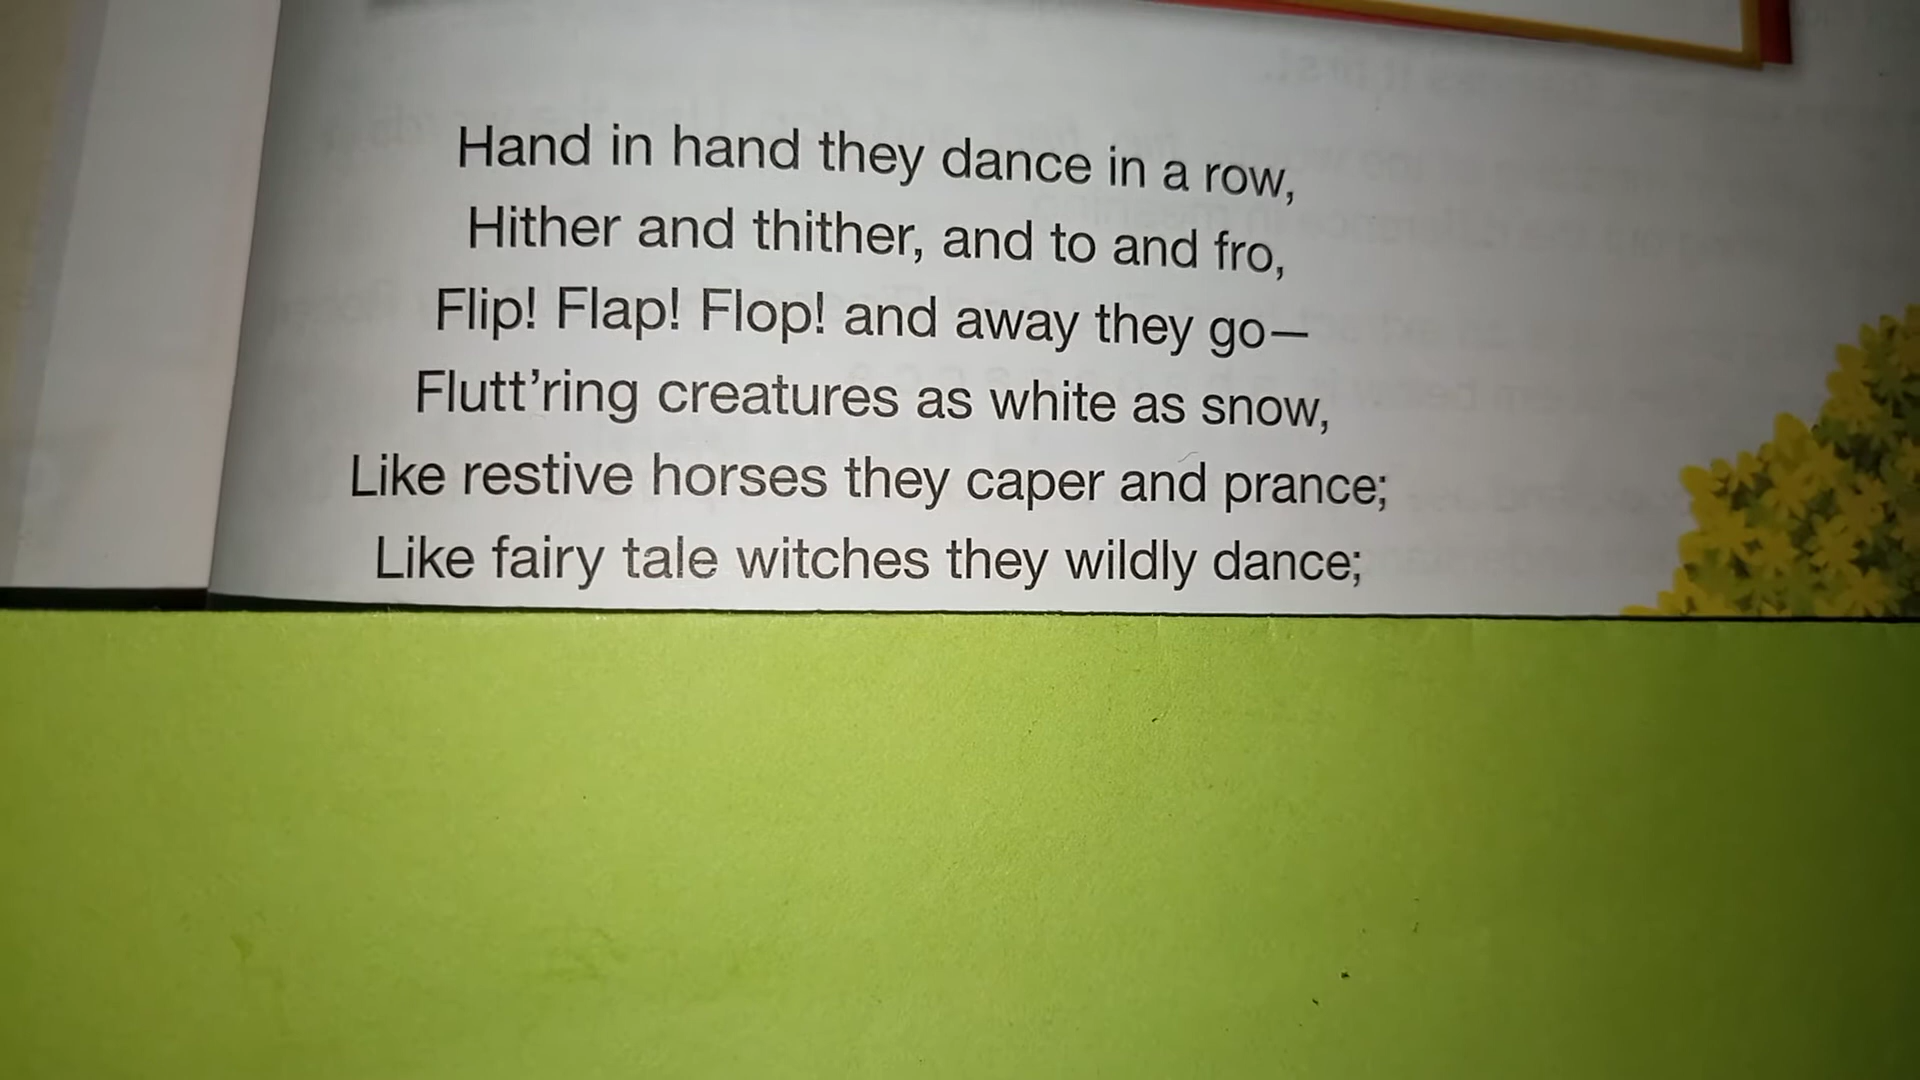 Hand in hand they dance in a row,
Hither and thither, and to and fro,
Flip! Flap! Flop! and away they go—
Flutt’ring creatures as white as snow,
Like restive horses they caper and prance;
Like fairy tale witches they wildly dance;